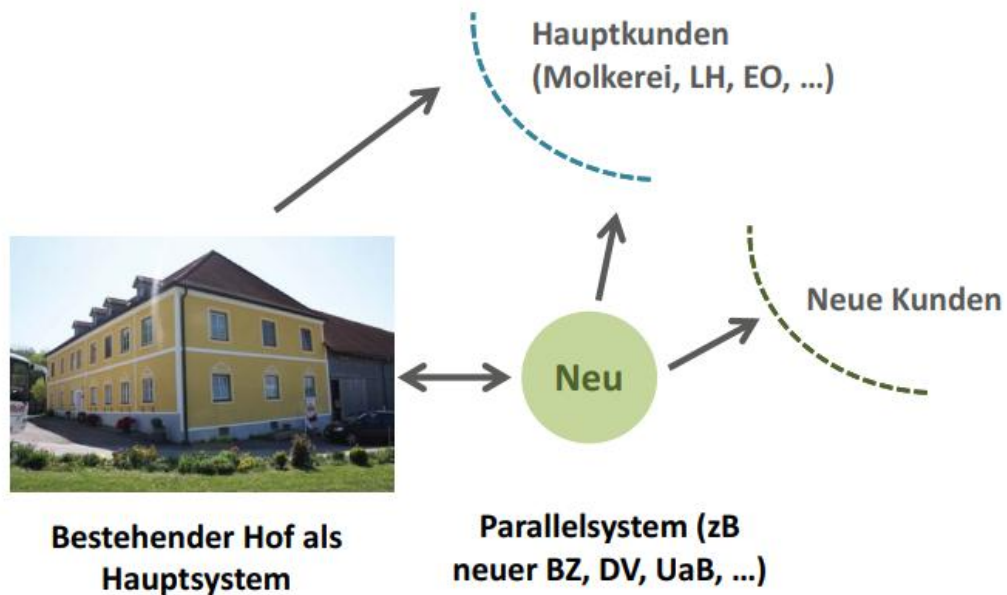 Hauptkunden
(Molkerei, LH, EO, …)
Neue Kunden
Neu
Bestehender Hof als
Hauptsystem
Parallelsystem (zB
neuer BZ, DV, UaB, …)